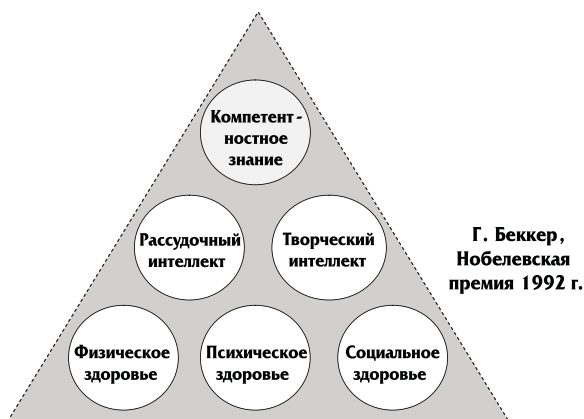 Компетент-
ностное
знание
Рассудочный
интеллект
Творческий
интеллект
Г. Беккер,
Нобелевская
премия 1992 г.
Физическое
здоровье
Психическое
здоровье
Социальное
здоровье